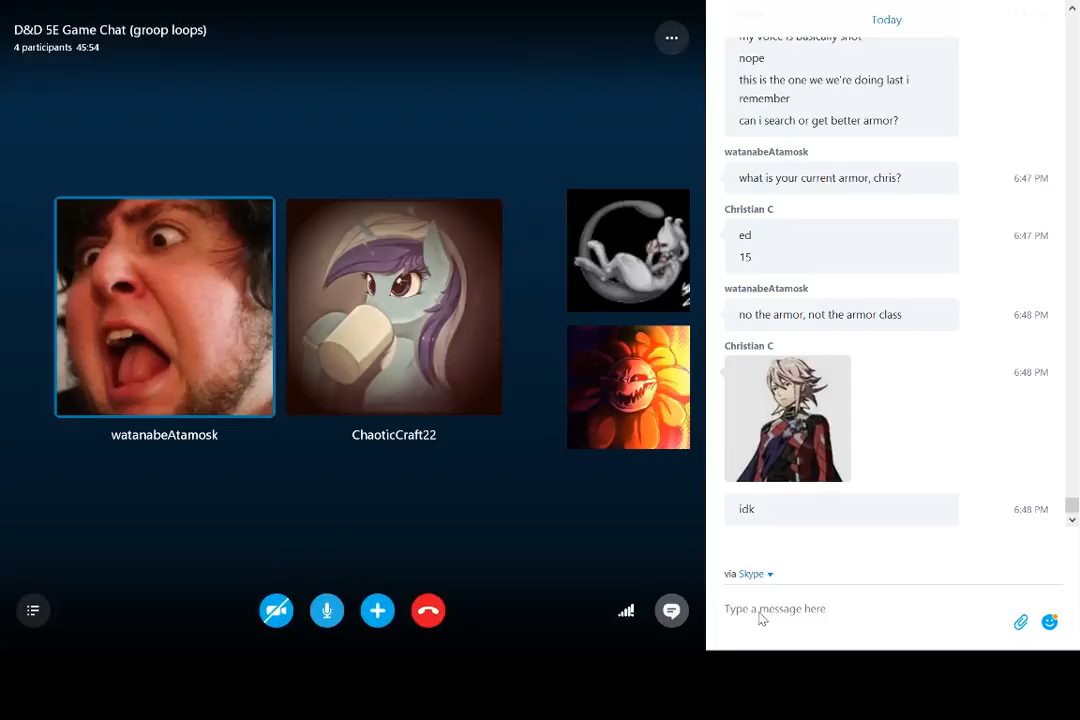 D&D 5E Game Chat (groop loops)
4 participants 45:54
watanabeAtamosk
ChaoticCraft22
Today
my voice is basically shot
nope
this is the one we we're doing last i
remember
can i search or get better armor?
watanabeAtamosk
what is your current armor, chris?
6:47 PM
Christian C
ed
6:47 PM
15
watanabeAtamosk
no the armor, not the armor class
6:48 PM
Christian C
6:48 PM
idk
6:48 PM
via Skype
Type a message here